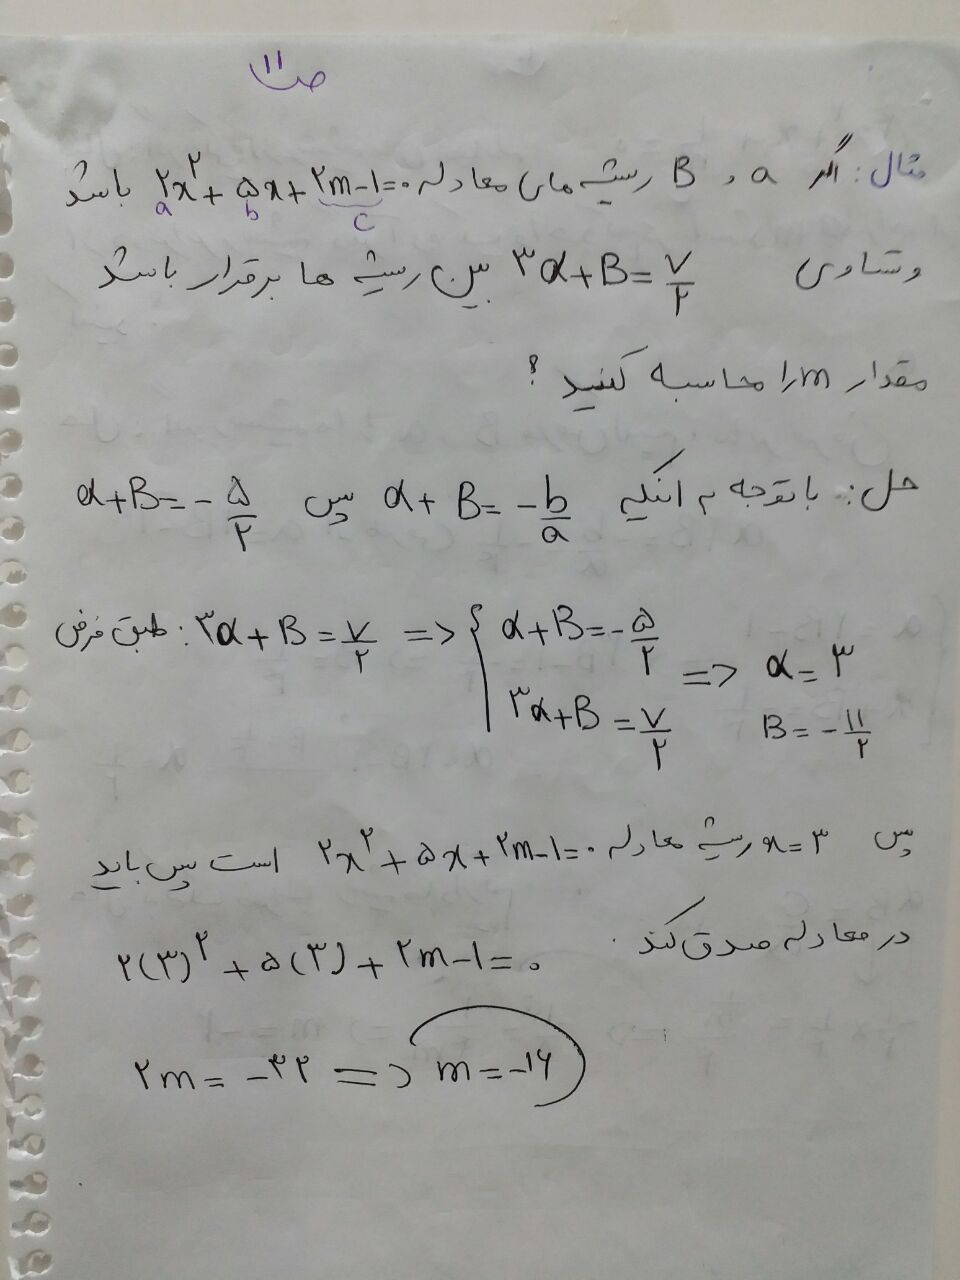 ص ۱۱
مثال: اگر a و B ریشه های معادله ۲x² + ۵x + ۲m - ۱ = ۰ باشد
a b c
و تساوی ۳α + B = ۷/۲ بین ریشه ها برقرار باشد
مقدار m را محاسبه کنید ؟
حل: با توجه به اینکه α + B = - b/a پس α + B = - ۵/۲
طبق فرض: ۳α + B = ۷/۲ => { α + B = - ۵/۲ => α = ۳
۳α + B = ۷/۲ B = - ۱۱/۲
پس x = ۳ ریشه معادله ۲x² + ۵x + ۲m - ۱ = ۰ است پس باید
در معادله صدق کند. ۲(۳)² + ۵(۳) + ۲m - ۱ = ۰
۲m = - ۳۲ => m = - ۱۶